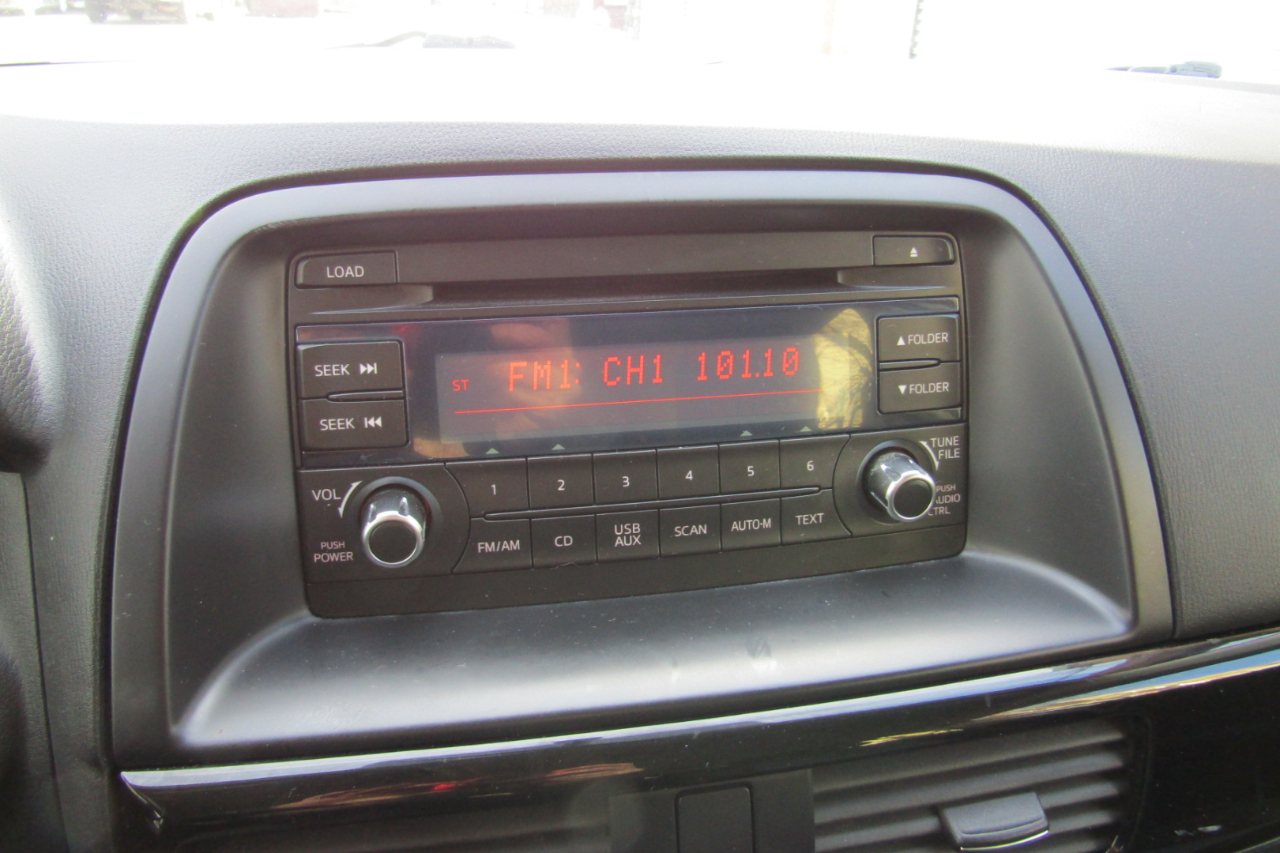 LOAD
SEEK
SEEK
ST FM1: CH1 101.10
▲ FOLDER
▼ FOLDER
VOL
PUSH
POWER
1 2 3 4 5 6
FM/AM CD USB AUX SCAN AUTO-M TEXT
TUNE
FILE
PUSH
AUDIO
CTRL